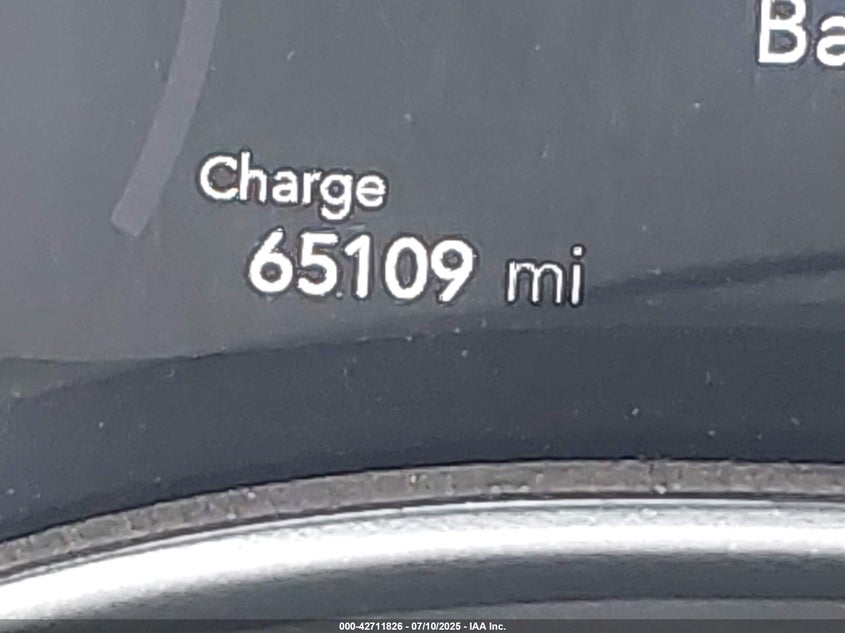 Ba
Charge
65109 mi
000-42711826 - 07/10/2025 - IAA Inc.